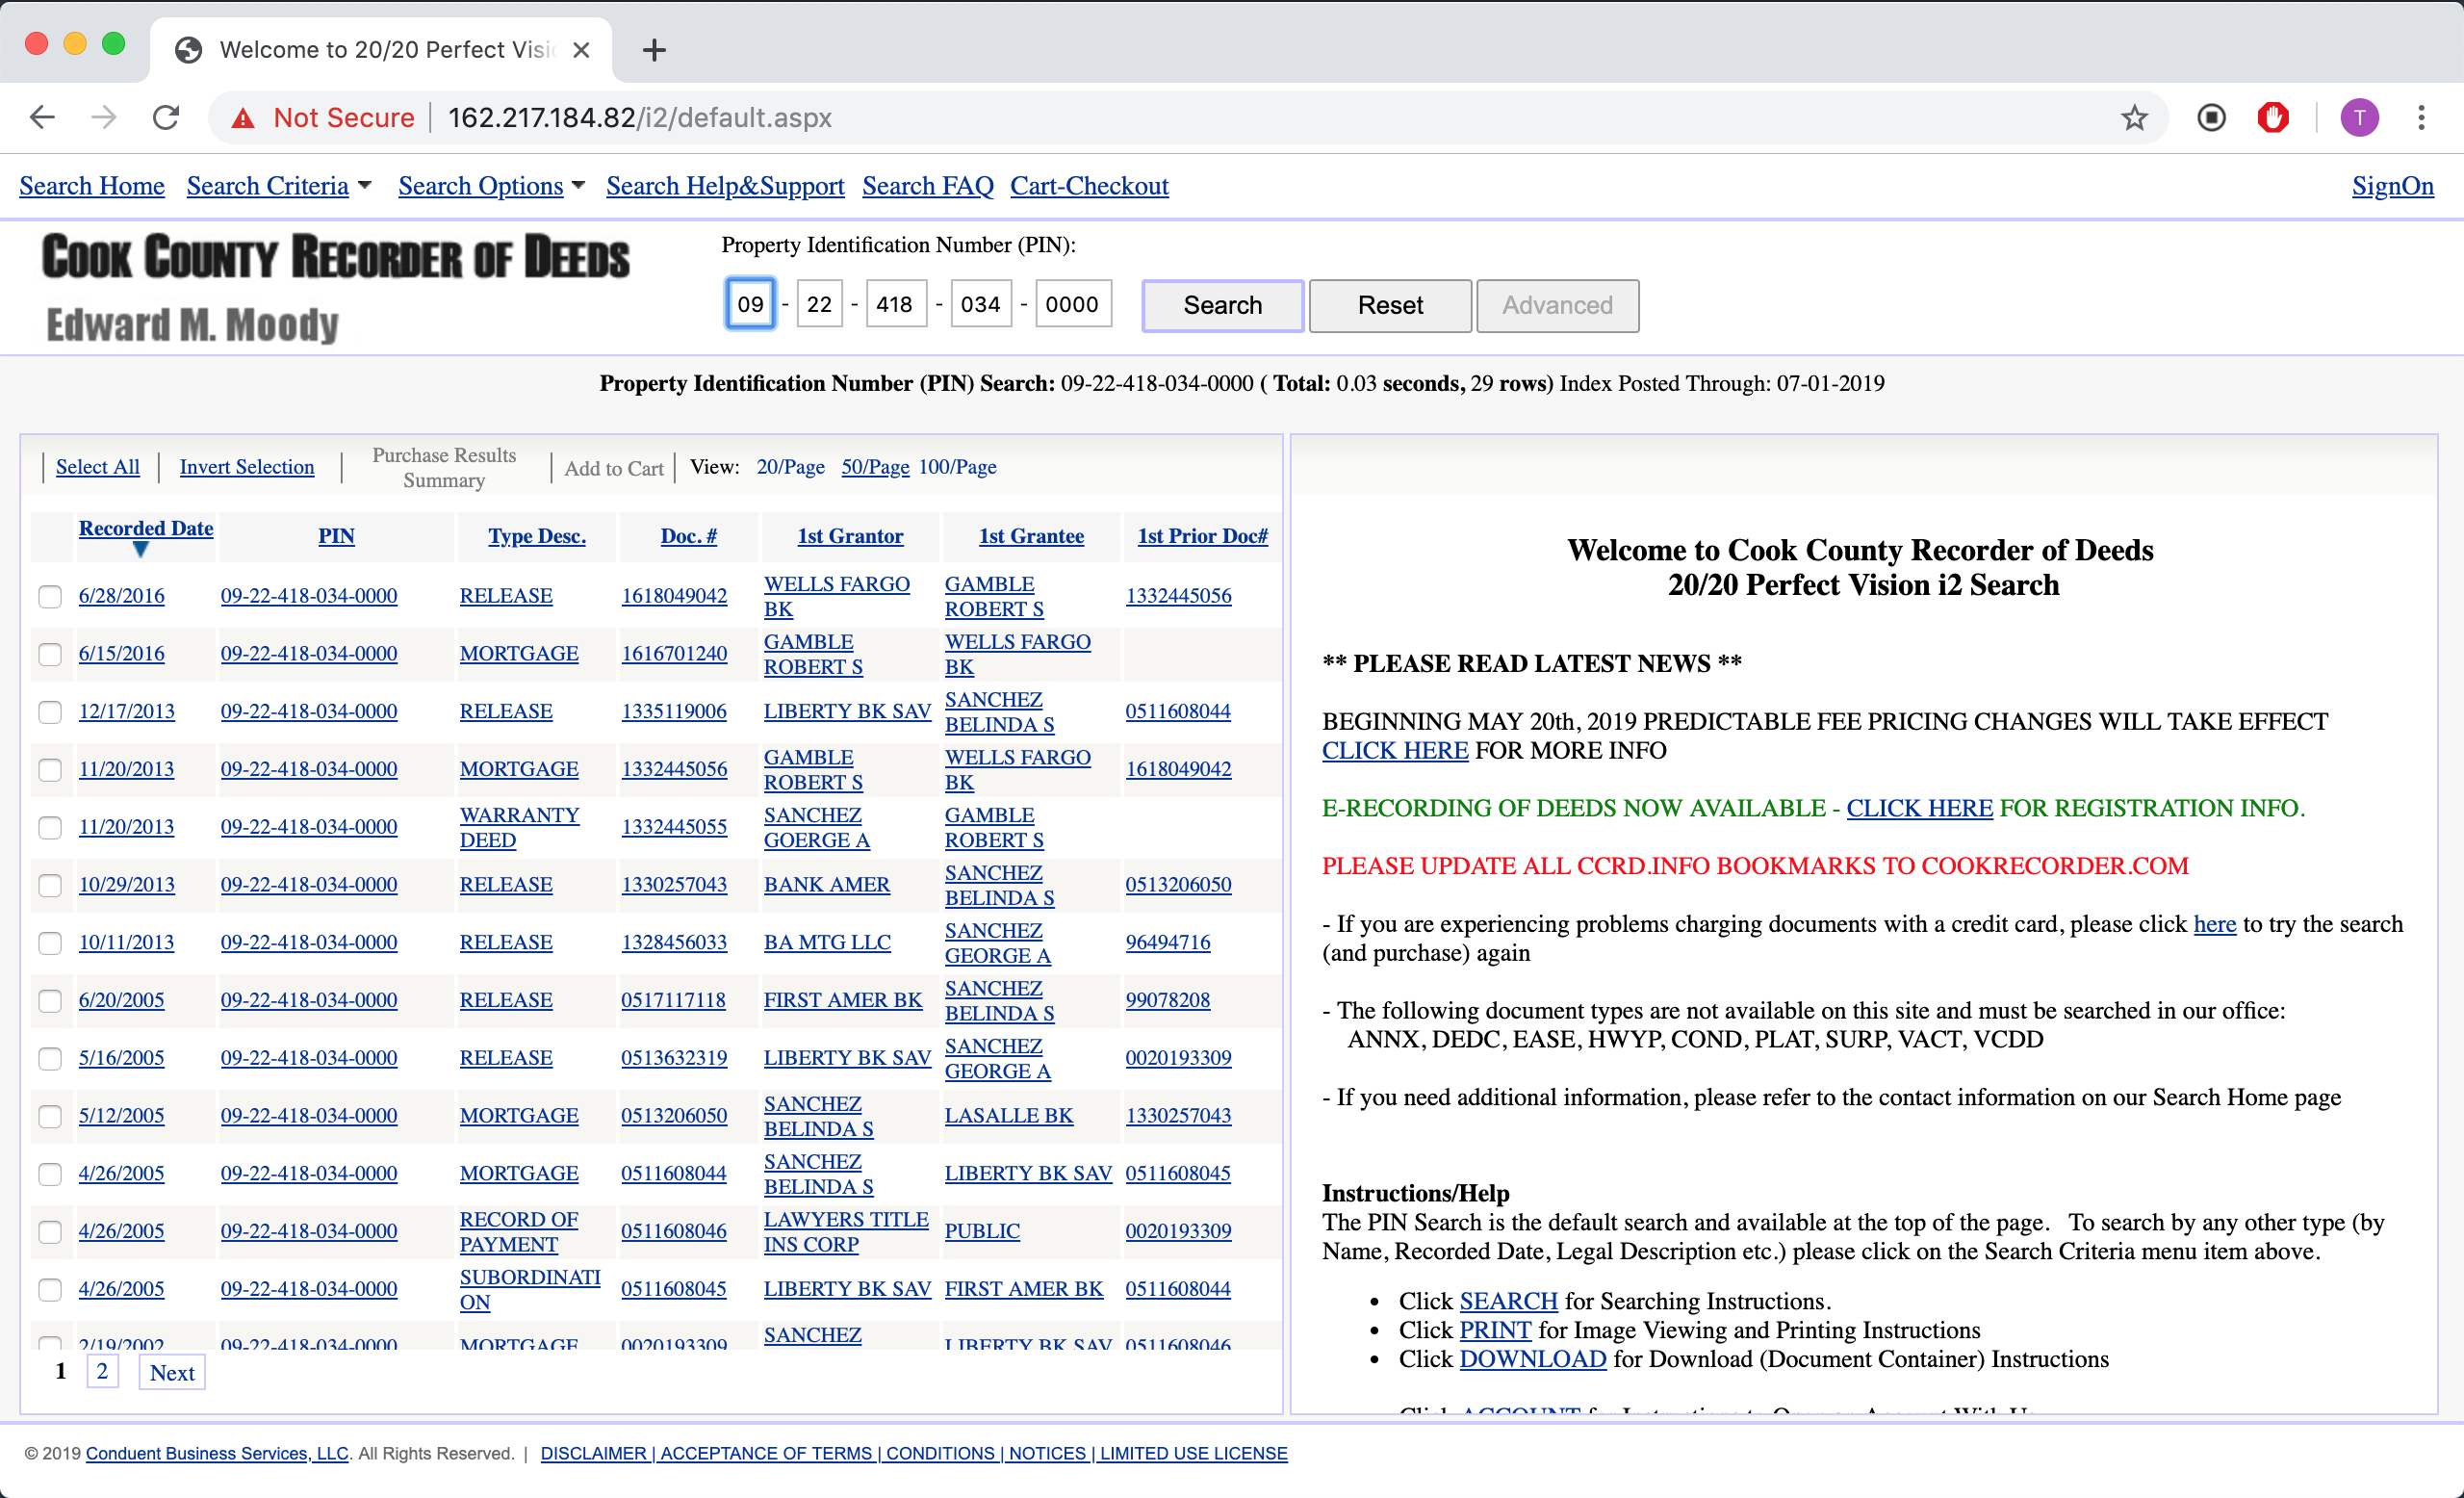 Welcome to 20/20 Perfect Visi
Not Secure 162.217.184.82/i2/default.aspx T
Search Home Search Criteria Search Options Search Help&Support Search FAQ Cart-Checkout SignOn
COOK COUNTY RECORDER OF DEEDS
Edward M. Moody
Property Identification Number (PIN):
09 - 22 - 418 - 034 - 0000 Search Reset Advanced
Property Identification Number (PIN) Search: 09-22-418-034-0000 ( Total: 0.03 seconds, 29 rows) Index Posted Through: 07-01-2019
Select All Invert Selection Purchase Results Summary Add to Cart View: 20/Page 50/Page 100/Page
Recorded Date PIN Type Desc. Doc. # 1st Grantor 1st Grantee 1st Prior Doc#
6/28/2016 09-22-418-034-0000 RELEASE 1618049042 WELLS FARGO BK GAMBLE ROBERT S 1332445056
6/15/2016 09-22-418-034-0000 MORTGAGE 1616701240 GAMBLE ROBERT S WELLS FARGO BK
12/17/2013 09-22-418-034-0000 RELEASE 1335119006 LIBERTY BK SAV SANCHEZ BELINDA S 0511608044
11/20/2013 09-22-418-034-0000 MORTGAGE 1332445056 GAMBLE ROBERT S WELLS FARGO BK 1618049042
11/20/2013 09-22-418-034-0000 WARRANTY DEED 1332445055 SANCHEZ GOERGE A GAMBLE ROBERT S
10/29/2013 09-22-418-034-0000 RELEASE 1330257043 BANK AMER SANCHEZ BELINDA S 0513206050
10/11/2013 09-22-418-034-0000 RELEASE 1328456033 BA MTG LLC SANCHEZ GEORGE A 96494716
6/20/2005 09-22-418-034-0000 RELEASE 0517117118 FIRST AMER BK SANCHEZ BELINDA S 99078208
5/16/2005 09-22-418-034-0000 RELEASE 0513632319 LIBERTY BK SAV SANCHEZ GEORGE A 0020193309
5/12/2005 09-22-418-034-0000 MORTGAGE 0513206050 SANCHEZ BELINDA S LASALLE BK 1330257043
4/26/2005 09-22-418-034-0000 MORTGAGE 0511608044 SANCHEZ BELINDA S LIBERTY BK SAV 0511608045
4/26/2005 09-22-418-034-0000 RECORD OF PAYMENT 0511608046 LAWYERS TITLE INS CORP PUBLIC 0020193309
4/26/2005 09-22-418-034-0000 SUBORDINATION 0511608045 LIBERTY BK SAV FIRST AMER BK 0511608044
2/19/2002 09-22-418-034-0000 MORTGAGE 0020193309 SANCHEZ LIBERTY BK SAV 0511608046
1 2 Next
Welcome to Cook County Recorder of Deeds
20/20 Perfect Vision i2 Search
** PLEASE READ LATEST NEWS **
BEGINNING MAY 20th, 2019 PREDICTABLE FEE PRICING CHANGES WILL TAKE EFFECT
CLICK HERE FOR MORE INFO
E-RECORDING OF DEEDS NOW AVAILABLE - CLICK HERE FOR REGISTRATION INFO.
PLEASE UPDATE ALL CCRD.INFO BOOKMARKS TO COOKRECORDER.COM
- If you are experiencing problems charging documents with a credit card, please click here to try the search
(and purchase) again
- The following document types are not available on this site and must be searched in our office:
ANNX, DEDC, EASE, HWYP, COND, PLAT, SURP, VACT, VCDD
- If you need additional information, please refer to the contact information on our Search Home page
Instructions/Help
The PIN Search is the default search and available at the top of the page. To search by any other type (by
Name, Recorded Date, Legal Description etc.) please click on the Search Criteria menu item above.
• Click SEARCH for Searching Instructions.
• Click PRINT for Image Viewing and Printing Instructions
• Click DOWNLOAD for Download (Document Container) Instructions
Click ACCOUNT for Instructions to Open an Account With Us
© 2019 Conduent Business Services, LLC. All Rights Reserved. | DISCLAIMER | ACCEPTANCE OF TERMS | CONDITIONS | NOTICES | LIMITED USE LICENSE